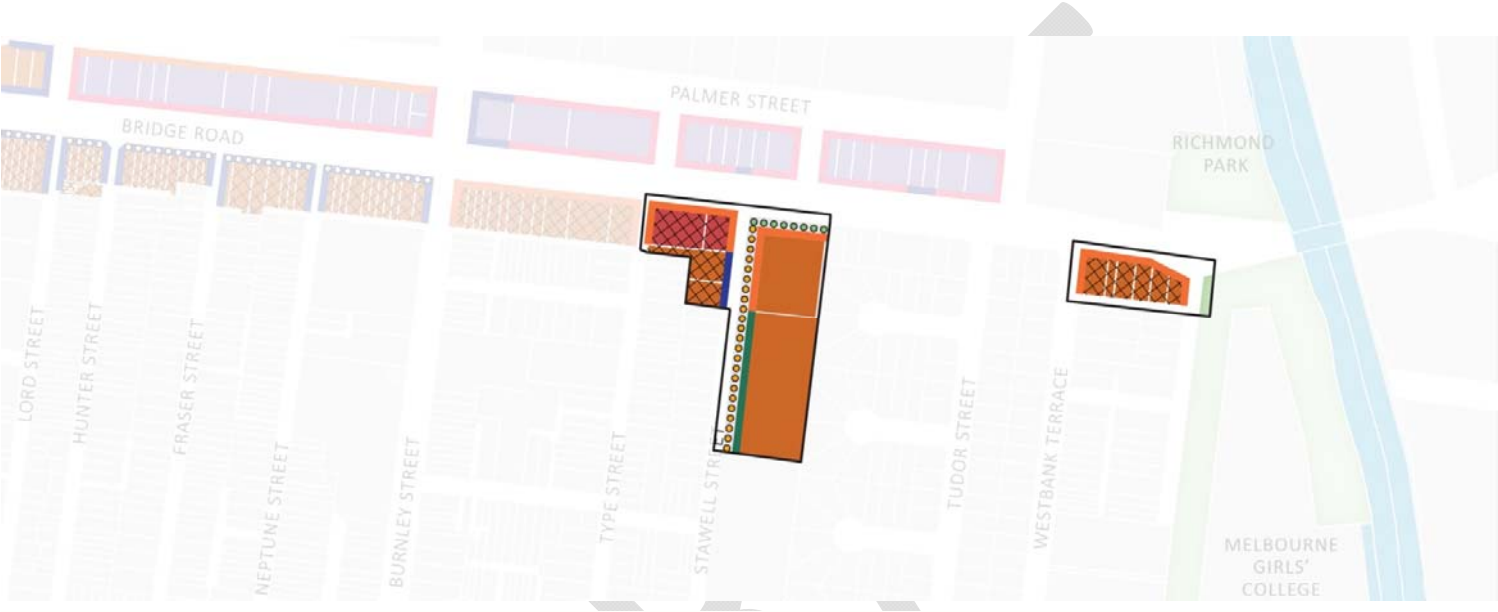 PALMER STREET
BRIDGE ROAD
RICHMOND
PARK
LORD STREET
HUNTER STREET
FRASER STREET
NEPTUNE STREET
BURNLEY STREET
TYPE STREET
STAWELL STREET
TUDOR STREET
WESTBANK TERRACE
MELBOURNE
GIRLS'
COLLEGE